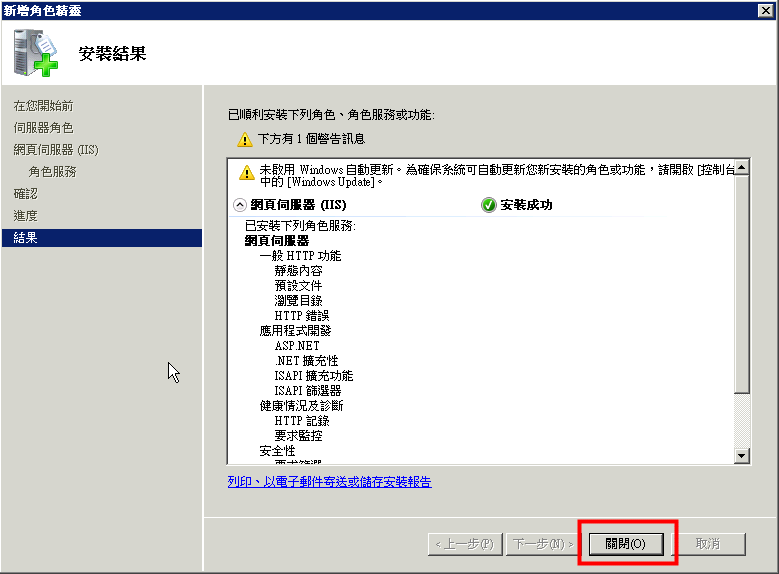 新增角色精靈
安裝結果
在您開始前
伺服器角色
網頁伺服器 (IIS)
角色服務
確認
進度
結果
已順利安裝下列角色、角色服務或功能:
下方有 1 個警告訊息
未啟用 Windows 自動更新。為確保系統可自動更新您新安裝的角色或功能，請開啟 [控制台
中的 [Windows Update]。
網頁伺服器 (IIS)
安裝成功
已安裝下列角色服務:
網頁伺服器
一般 HTTP 功能
靜態內容
預設文件
瀏覽目錄
HTTP 錯誤
應用程式開發
ASP.NET
.NET 擴充性
ISAPI 擴充功能
ISAPI 篩選器
健康情況及診斷
HTTP 記錄
要求監控
安全性
要求篩選
列印、以電子郵件寄送或儲存安裝報告
< 上一步(P)
下一步(N) >
關閉(O)
取消